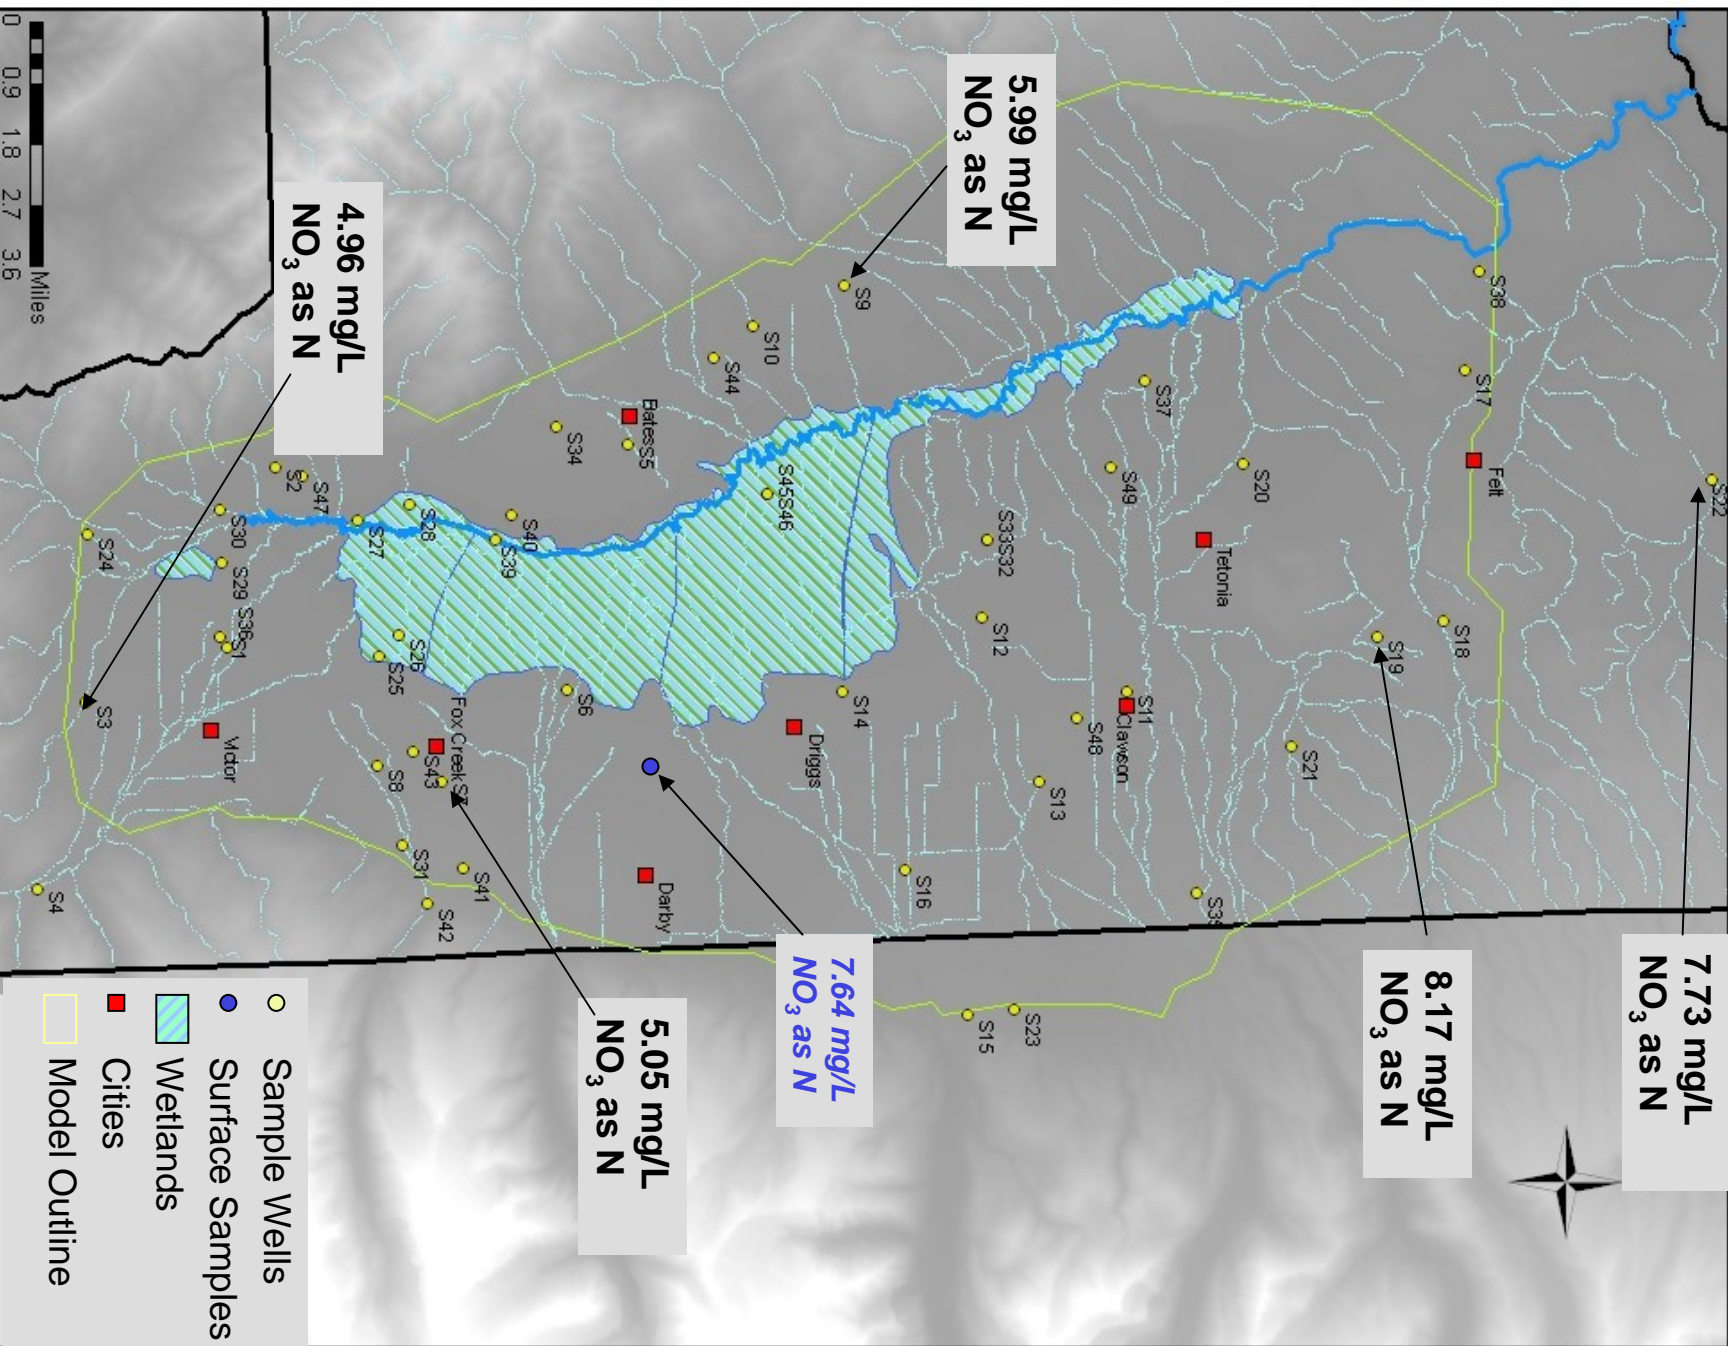 S22
7.73 mg/L
NO3 as N
S38
S17
Felt
S18
S19
8.17 mg/L
NO3 as N
S21
S20
Tetonia
S37
S11
Clawson
S49
S48
S13
5.99 mg/L
NO3 as N
S33S32
S12
S23
S15
S16
S9
S14
7.64 mg/L
NO3 as N
Driggs
S45S46
S10
S44
Darby
BatesS5
5.05 mg/L
NO3 as N
S6
S34
S40
S39
S41
Fox Creek S7
S43
S42
S28
S31
S26
S25
S8
S27
4.96 mg/L
NO3 as N
S47
S2
S30
S29
S36S1
Victor
S24
S3
S4
0 0.9 1.8 2.7 3.6
Miles
Sample Wells
Surface Samples
Wetlands
Cities
Model Outline